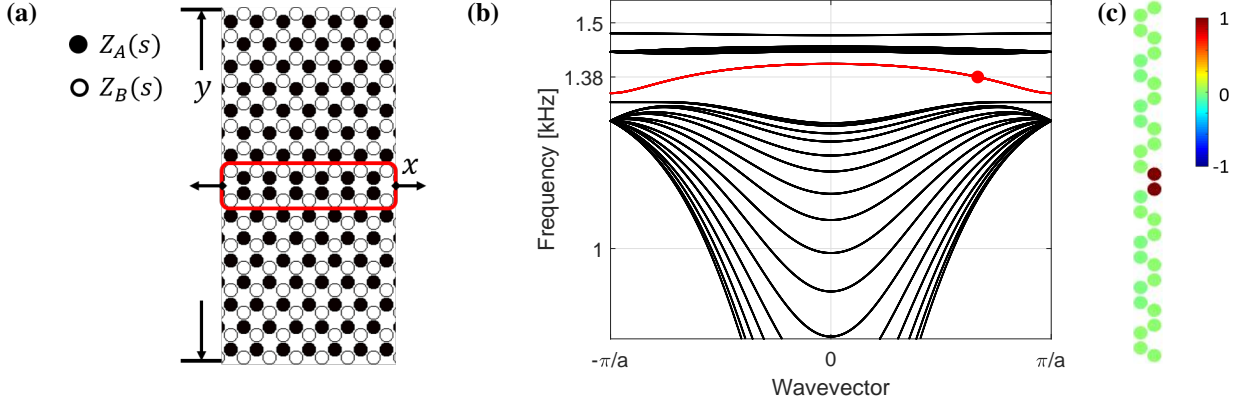 (a)
Z_A(s)
Z_B(s)
y
x
(b)
1.5
1.38
1
Frequency [kHz]
-π/a
0
π/a
Wavevector
(c)
1
0
-1